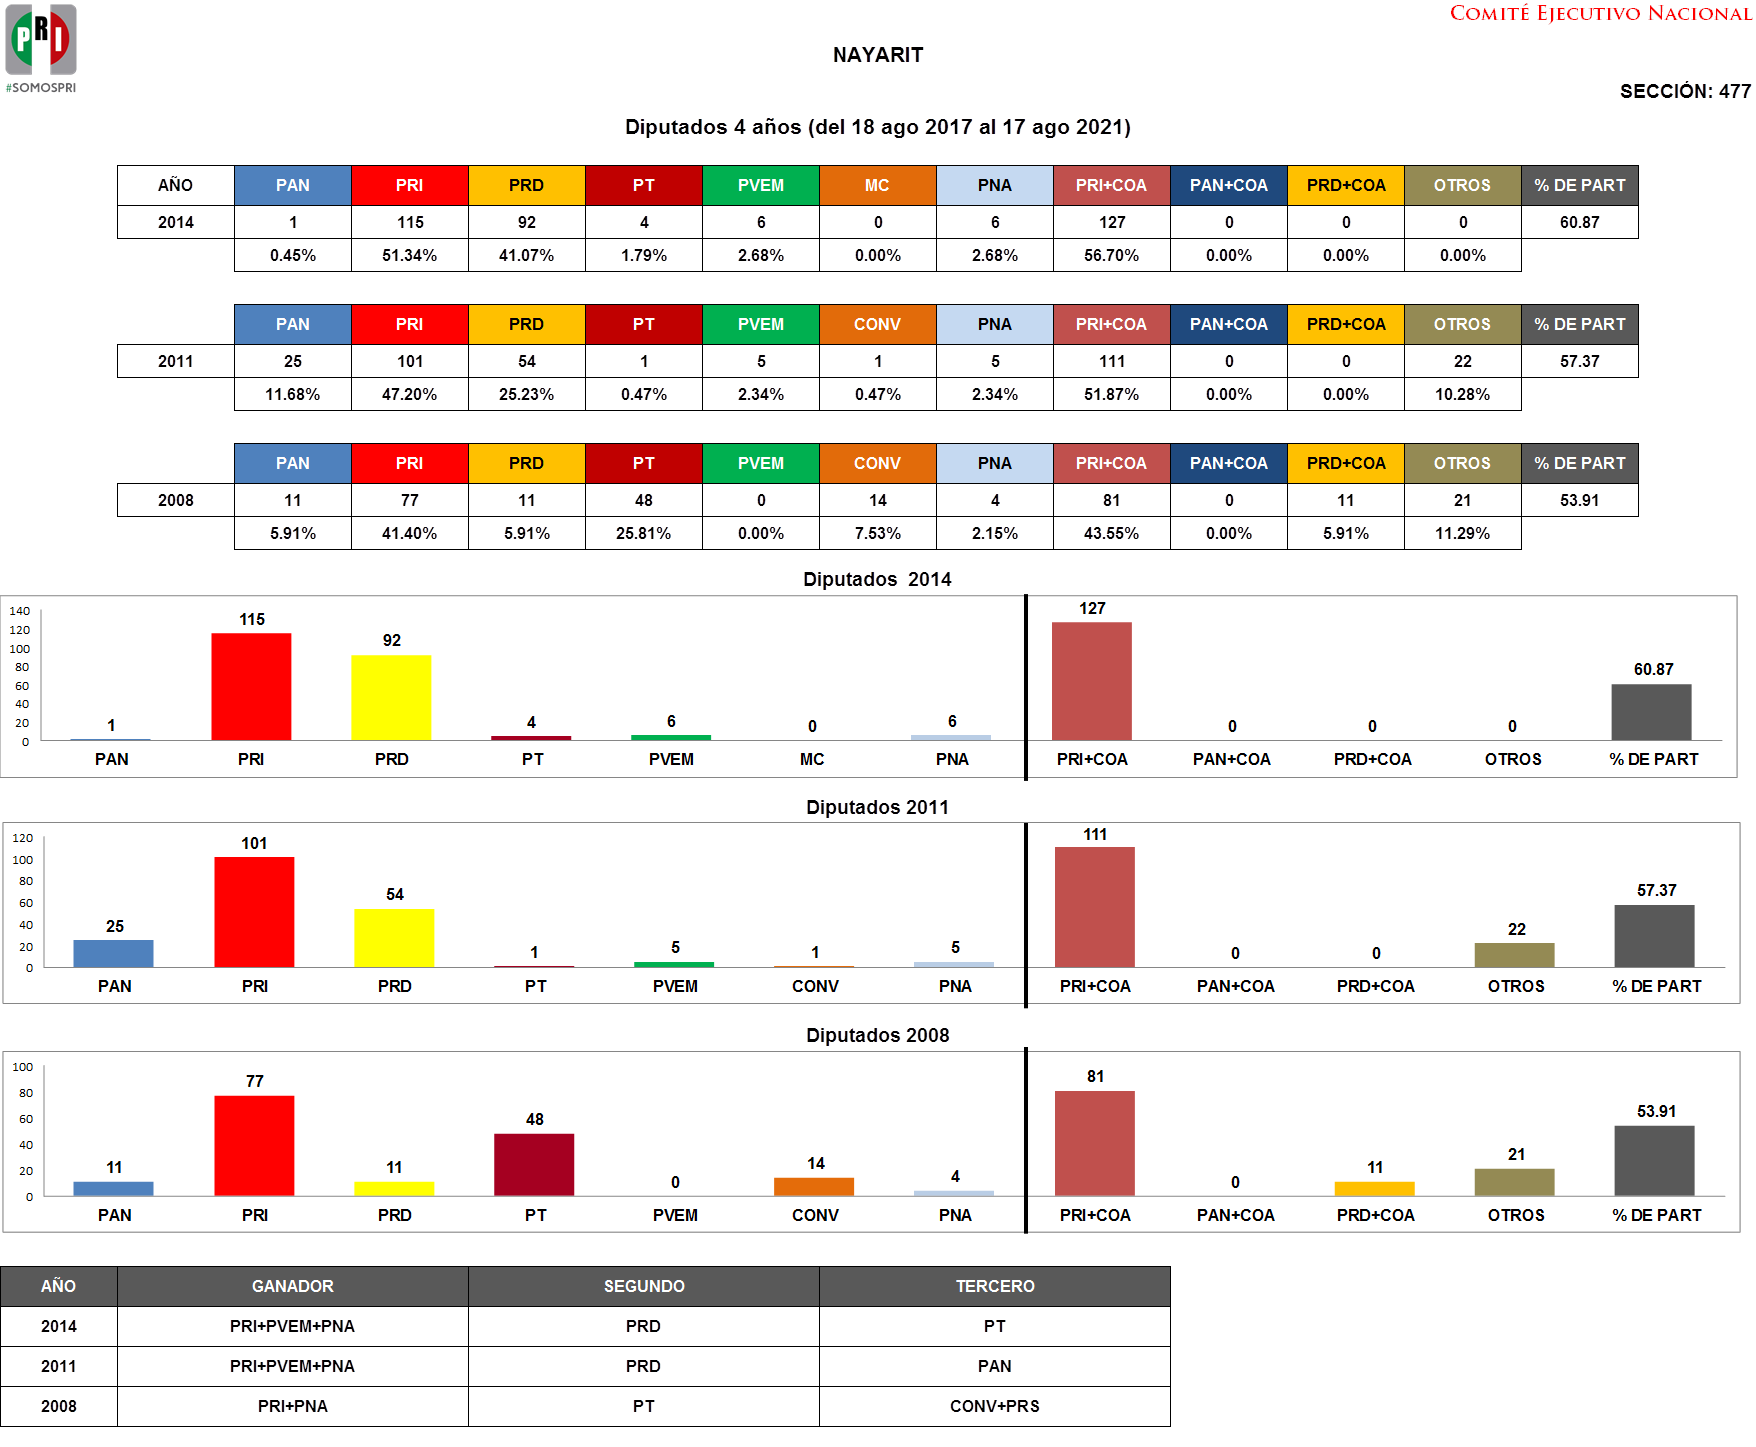 PRI
#SOMOSPRI
COMITÉ EJECUTIVO NACIONAL
NAYARIT
SECCIÓN: 477
Diputados 4 años (del 18 ago 2017 al 17 ago 2021)
AÑO PAN PRI PRD PT PVEM MC PNA PRI+COA PAN+COA PRD+COA OTROS % DE PART
2014 1 115 92 4 6 0 6 127 0 0 0 60.87
0.45% 51.34% 41.07% 1.79% 2.68% 0.00% 2.68% 56.70% 0.00% 0.00% 0.00%
PAN PRI PRD PT PVEM CONV PNA PRI+COA PAN+COA PRD+COA OTROS % DE PART
2011 25 101 54 1 5 1 5 111 0 0 22 57.37
11.68% 47.20% 25.23% 0.47% 2.34% 0.47% 2.34% 51.87% 0.00% 0.00% 10.28%
PAN PRI PRD PT PVEM CONV PNA PRI+COA PAN+COA PRD+COA OTROS % DE PART
2008 11 77 11 48 0 14 4 81 0 11 21 53.91
5.91% 41.40% 5.91% 25.81% 0.00% 7.53% 2.15% 43.55% 0.00% 5.91% 11.29%
Diputados 2014
140
120
100
80
60
40
20
0
1 115 92 4 6 0 6 127 0 0 0 60.87
PAN PRI PRD PT PVEM MC PNA PRI+COA PAN+COA PRD+COA OTROS % DE PART
Diputados 2011
120
100
80
60
40
20
0
25 101 54 1 5 1 5 111 0 0 22 57.37
PAN PRI PRD PT PVEM CONV PNA PRI+COA PAN+COA PRD+COA OTROS % DE PART
Diputados 2008
100
80
60
40
20
0
11 77 11 48 0 14 4 81 0 11 21 53.91
PAN PRI PRD PT PVEM CONV PNA PRI+COA PAN+COA PRD+COA OTROS % DE PART
AÑO GANADOR SEGUNDO TERCERO
2014 PRI+PVEM+PNA PRD PT
2011 PRI+PVEM+PNA PRD PAN
2008 PRI+PNA PT CONV+PRS